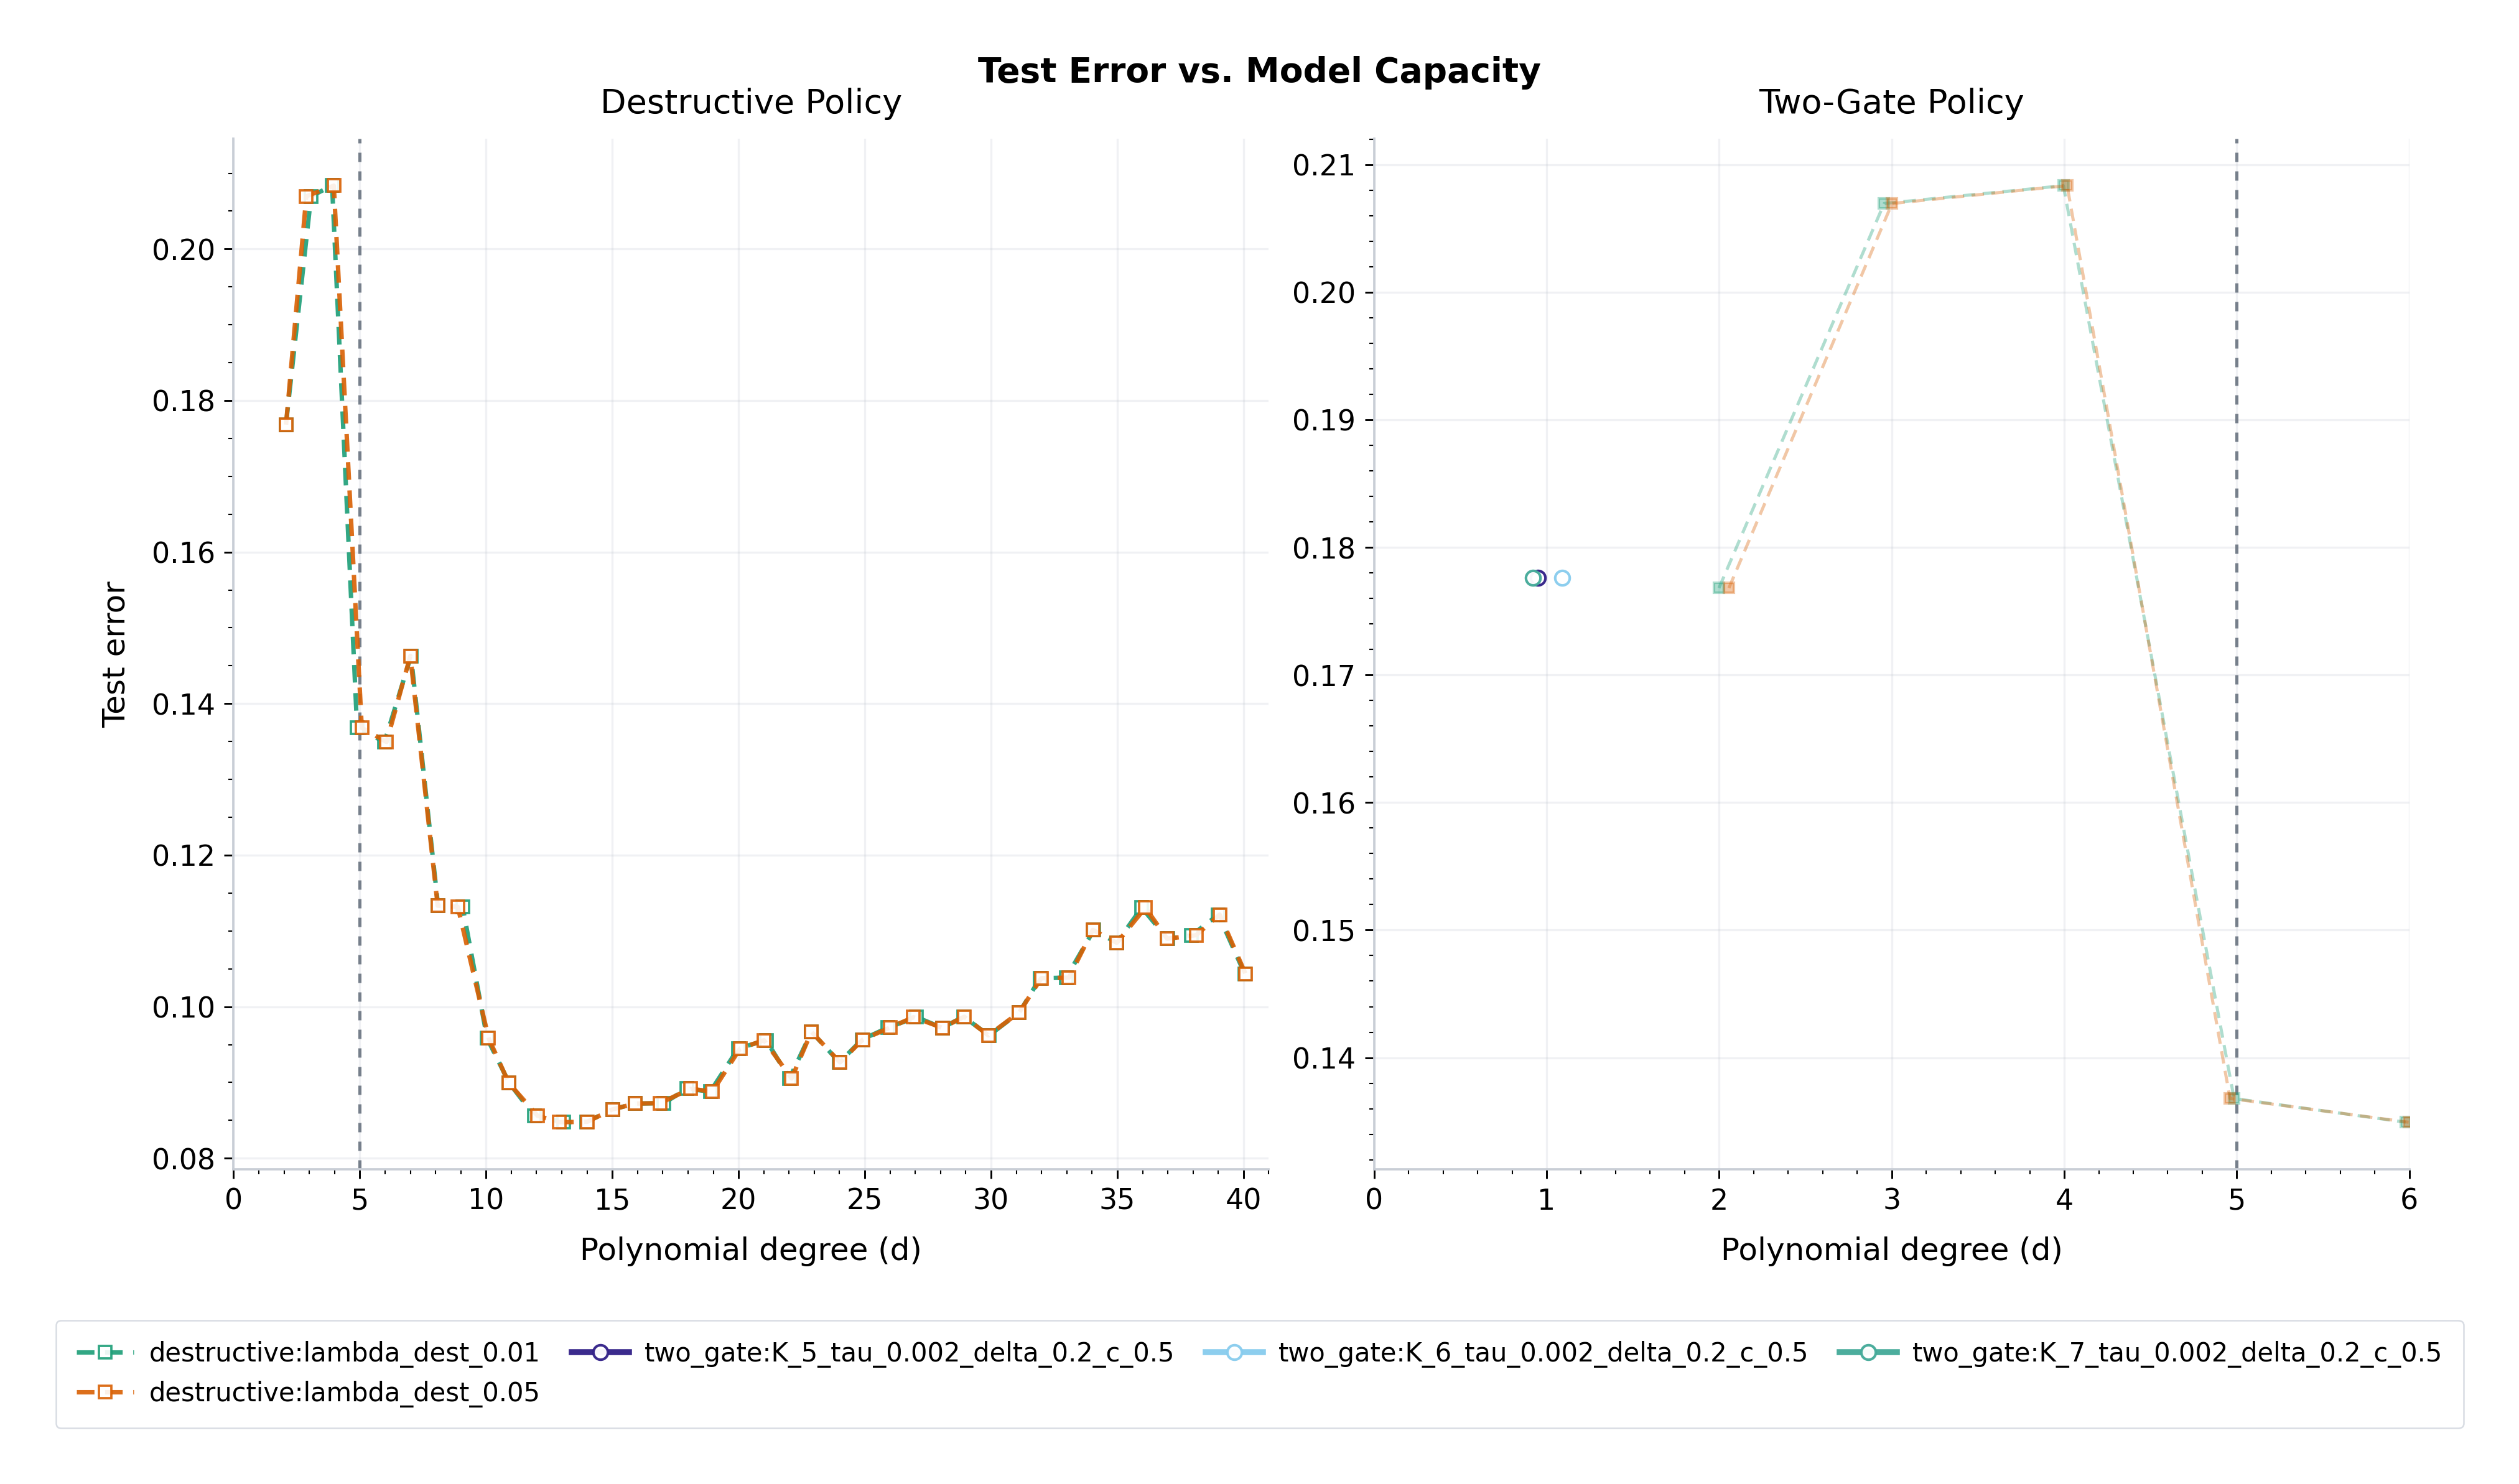 Test Error vs. Model Capacity
Destructive Policy
Two-Gate Policy
Test error
0.20
0.18
0.16
0.14
0.12
0.10
0.08
0 5 10 15 20 25 30 35 40
Polynomial degree (d)
0.21
0.20
0.19
0.18
0.17
0.16
0.15
0.14
0 1 2 3 4 5 6
Polynomial degree (d)
destructive:lambda_dest_0.01 two_gate:K_5_tau_0.002_delta_0.2_c_0.5 two_gate:K_6_tau_0.002_delta_0.2_c_0.5 two_gate:K_7_tau_0.002_delta_0.2_c_0.5
destructive:lambda_dest_0.05